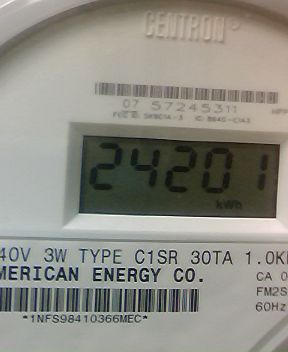 CENTRON®
07 57245311
24201
kWh
40V 3W TYPE C1SR 30TA 1.0K
MERICAN ENERGY CO.
CA 0
FM2S
60Hz
*1NFS98410366MEC*